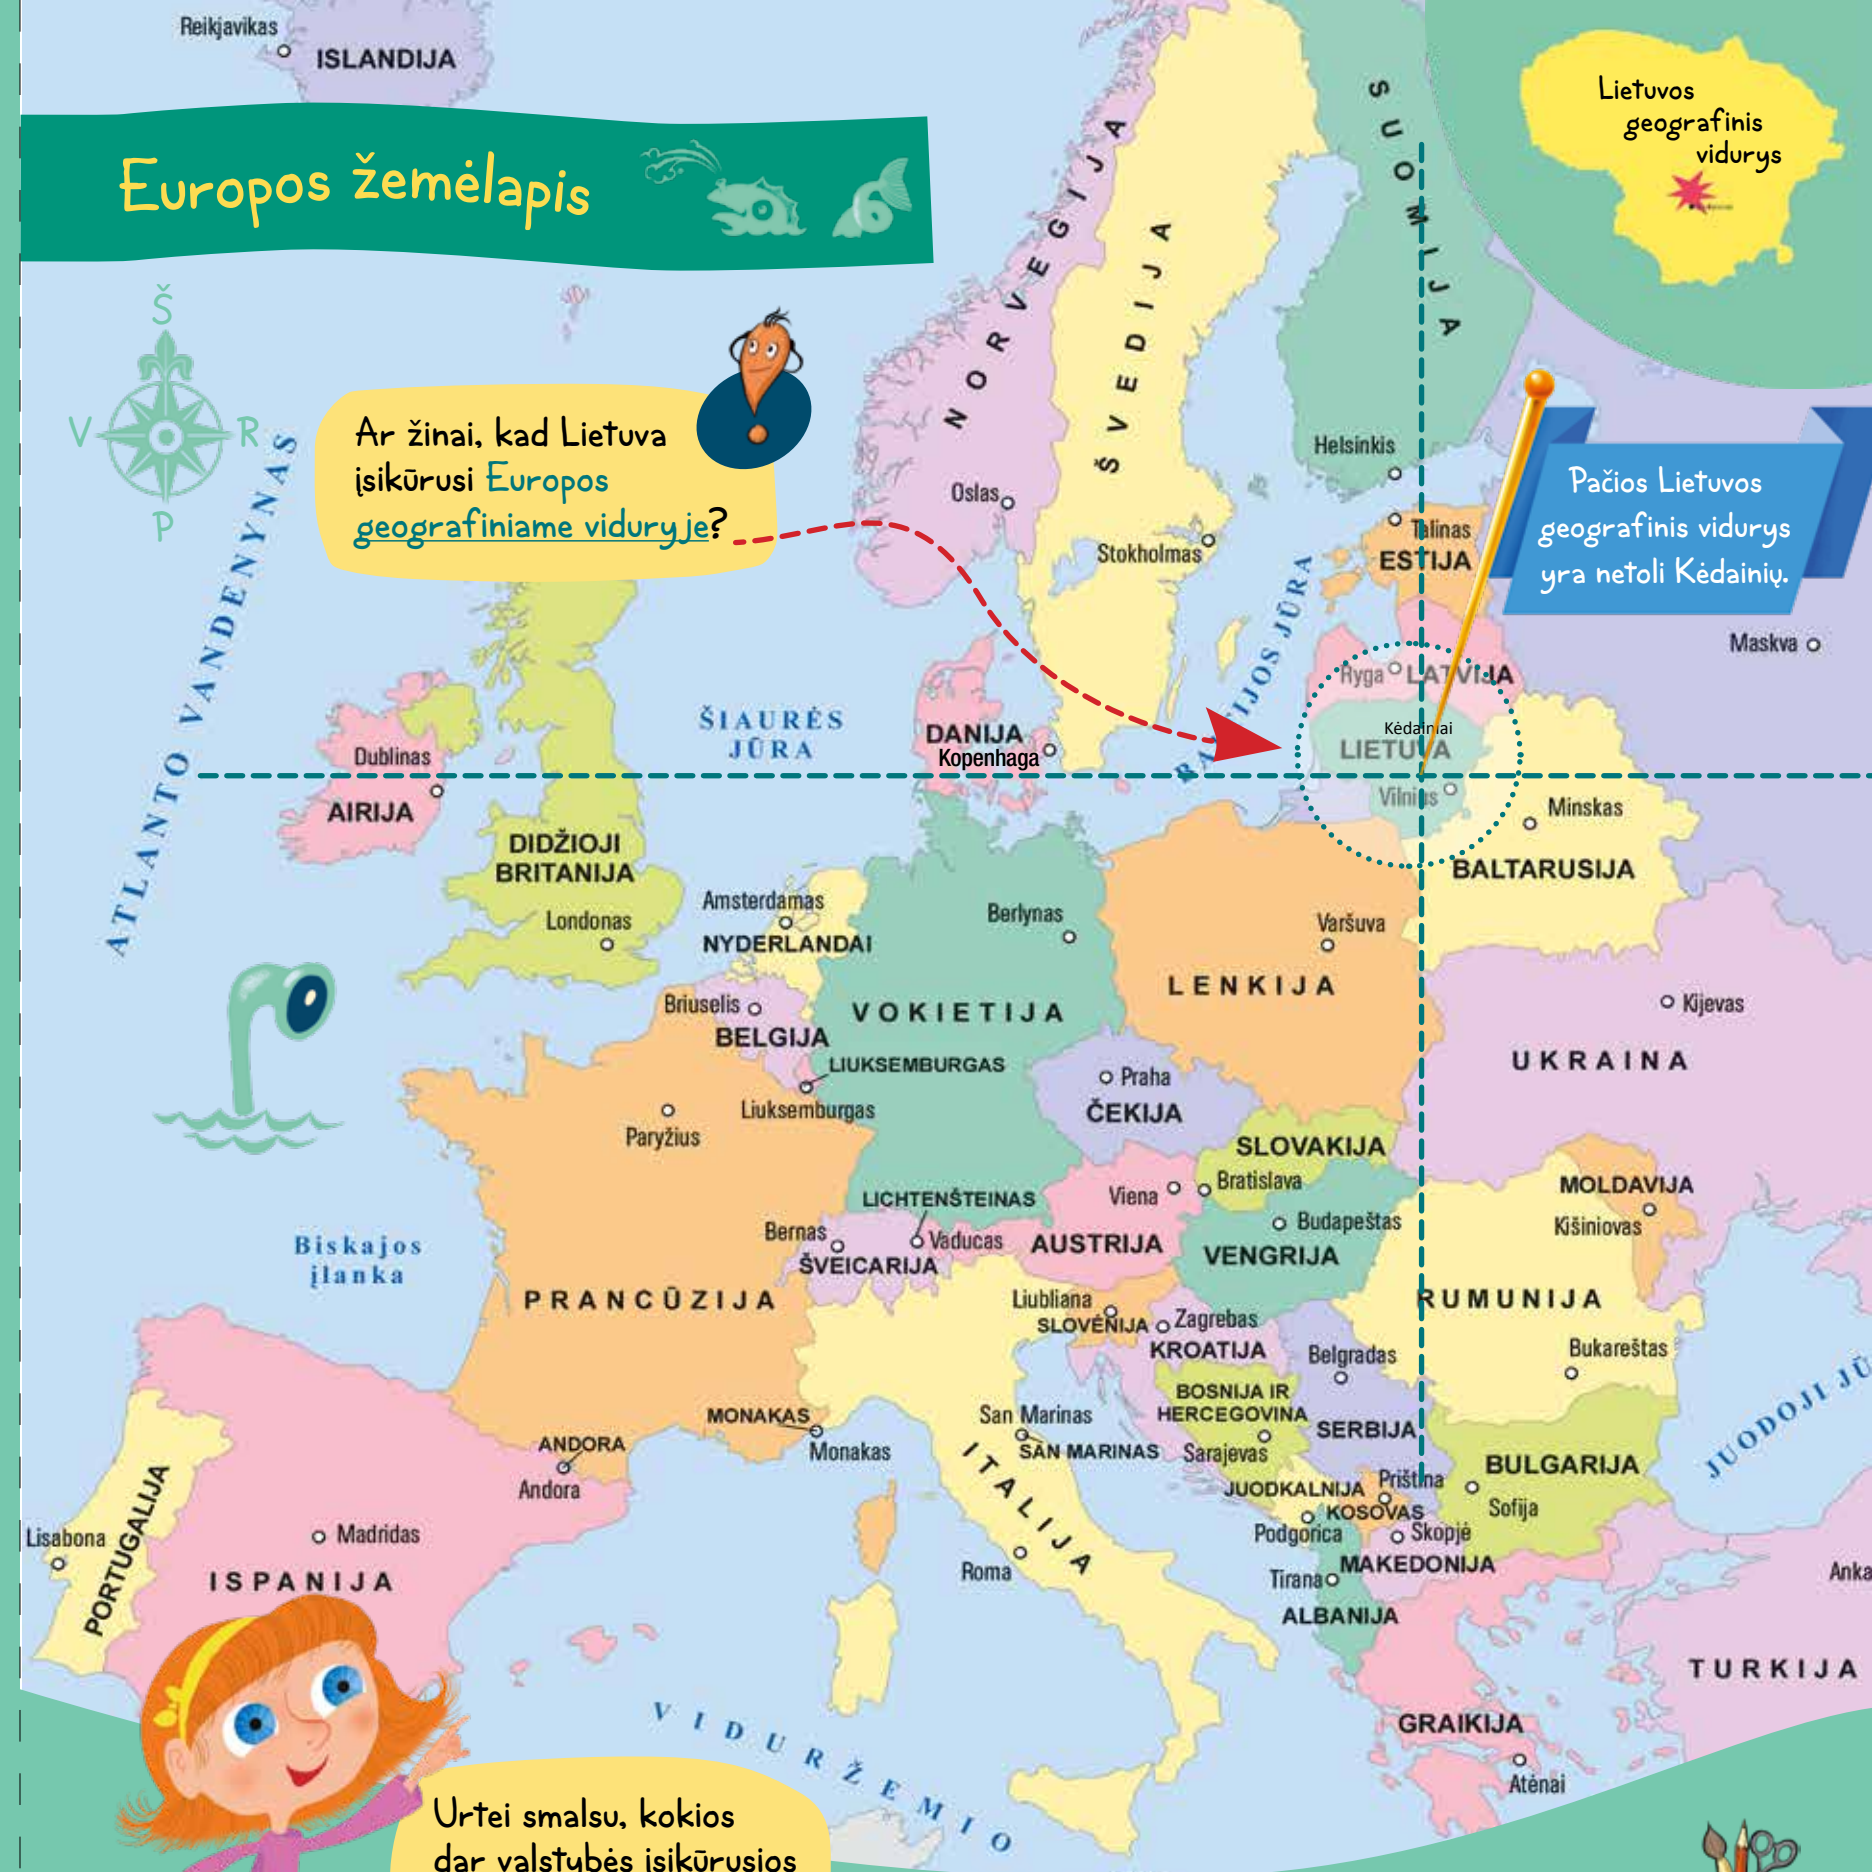 Reikjavikas
ISLANDIJA
Europos žemėlapis
Lietuvos
geografinis
vidurys
Š
V
R
P
Ar žinai, kad Lietuva
įsikūrusi Europos
geografiniame viduryje?
Pačios Lietuvos
geografinis vidurys
yra netoli Kėdainių.
NORVEGIJA
ŠVEDIJA
SUOMIJA
Helsinkis
Oslas
Stokholmas
Talinas
ESTIJA
Maskva
Ryga
LATVIJA
BALTIJOS JŪRA
ATLANTO VANDENYNAS
ŠIAURĖS
JŪRA
DANIJA
Kopenhaga
Kėdainiai
LIETUVA
Vilnius
Dublinas
AIRIJA
DIDŽIOJI
BRITANIJA
Londonas
Minskas
BALTARUSIJA
Amsterdamas
NYDERLANDAI
Berlynas
Varšuva
LENKIJA
Briuselis
BELGIJA
VOKIETIJA
Kijevas
UKRAINA
LIUKSEMBURGAS
Liuksemburgas
Praha
ČEKIJA
Paryžius
SLOVAKIJA
Bratislava
Viena
LICHTENŠTEINAS
Vaducas
Bernas
ŠVEICARIJA
AUSTRIJA
Budapeštas
VENGRIJA
MOLDAVIJA
Kišiniovas
Biskajos
įlanka
PRANCŪZIJA
Liubliana
SLOVĖNIJA
Zagrebas
KROATIJA
Belgradas
RUMUNIJA
Bukareštas
BOSNIJA IR
HERCEGOVINA
Sarajevas
SERBIJA
MONAKAS
Monakas
San Marinas
SAN MARINAS
ANDORA
Andora
ITALIJA
JUODKALNIJA
Podgorica
Priština
KOSOVAS
BULGARIJA
Sofija
JUODOJI JŪ
Skopjė
MAKEDONIJA
Lisabona
PORTUGALIJA
Madridas
ISPANIJA
Roma
Tirana
ALBANIJA
Anka
TURKIJA
GRAIKIJA
Atėnai
VIDURŽEMIO
Urtei smalsu, kokios
dar valstybės įsikūrusios